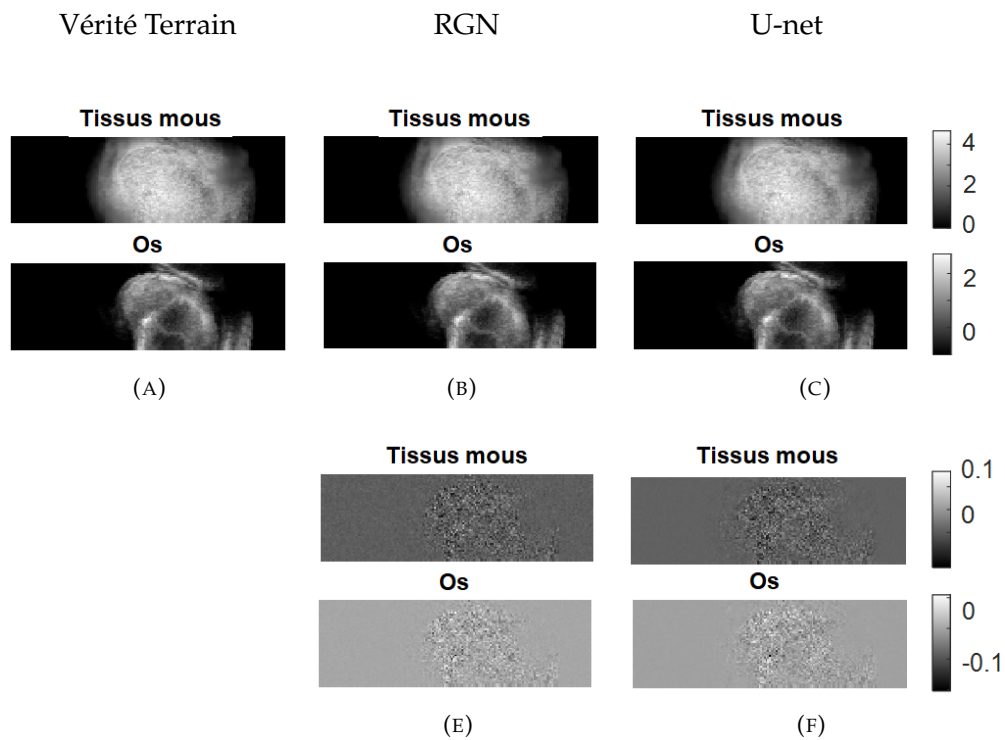 Vérité Terrain RGN U-net
Tissus mous Tissus mous Tissus mous
4
2
0
Os Os Os
2
0
(A) (B) (C)
Tissus mous Tissus mous
0.1
0
Os Os
0
-0.1
(E) (F)